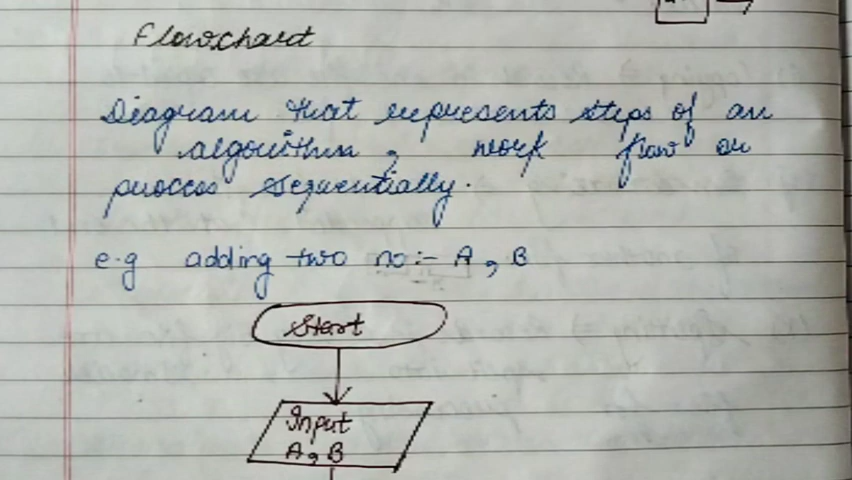 Flowchart
Diagram that represents steps of an
algorithm, work flow or
process sequentially.
e.g adding two no:- A, B
Start
Input
A, B